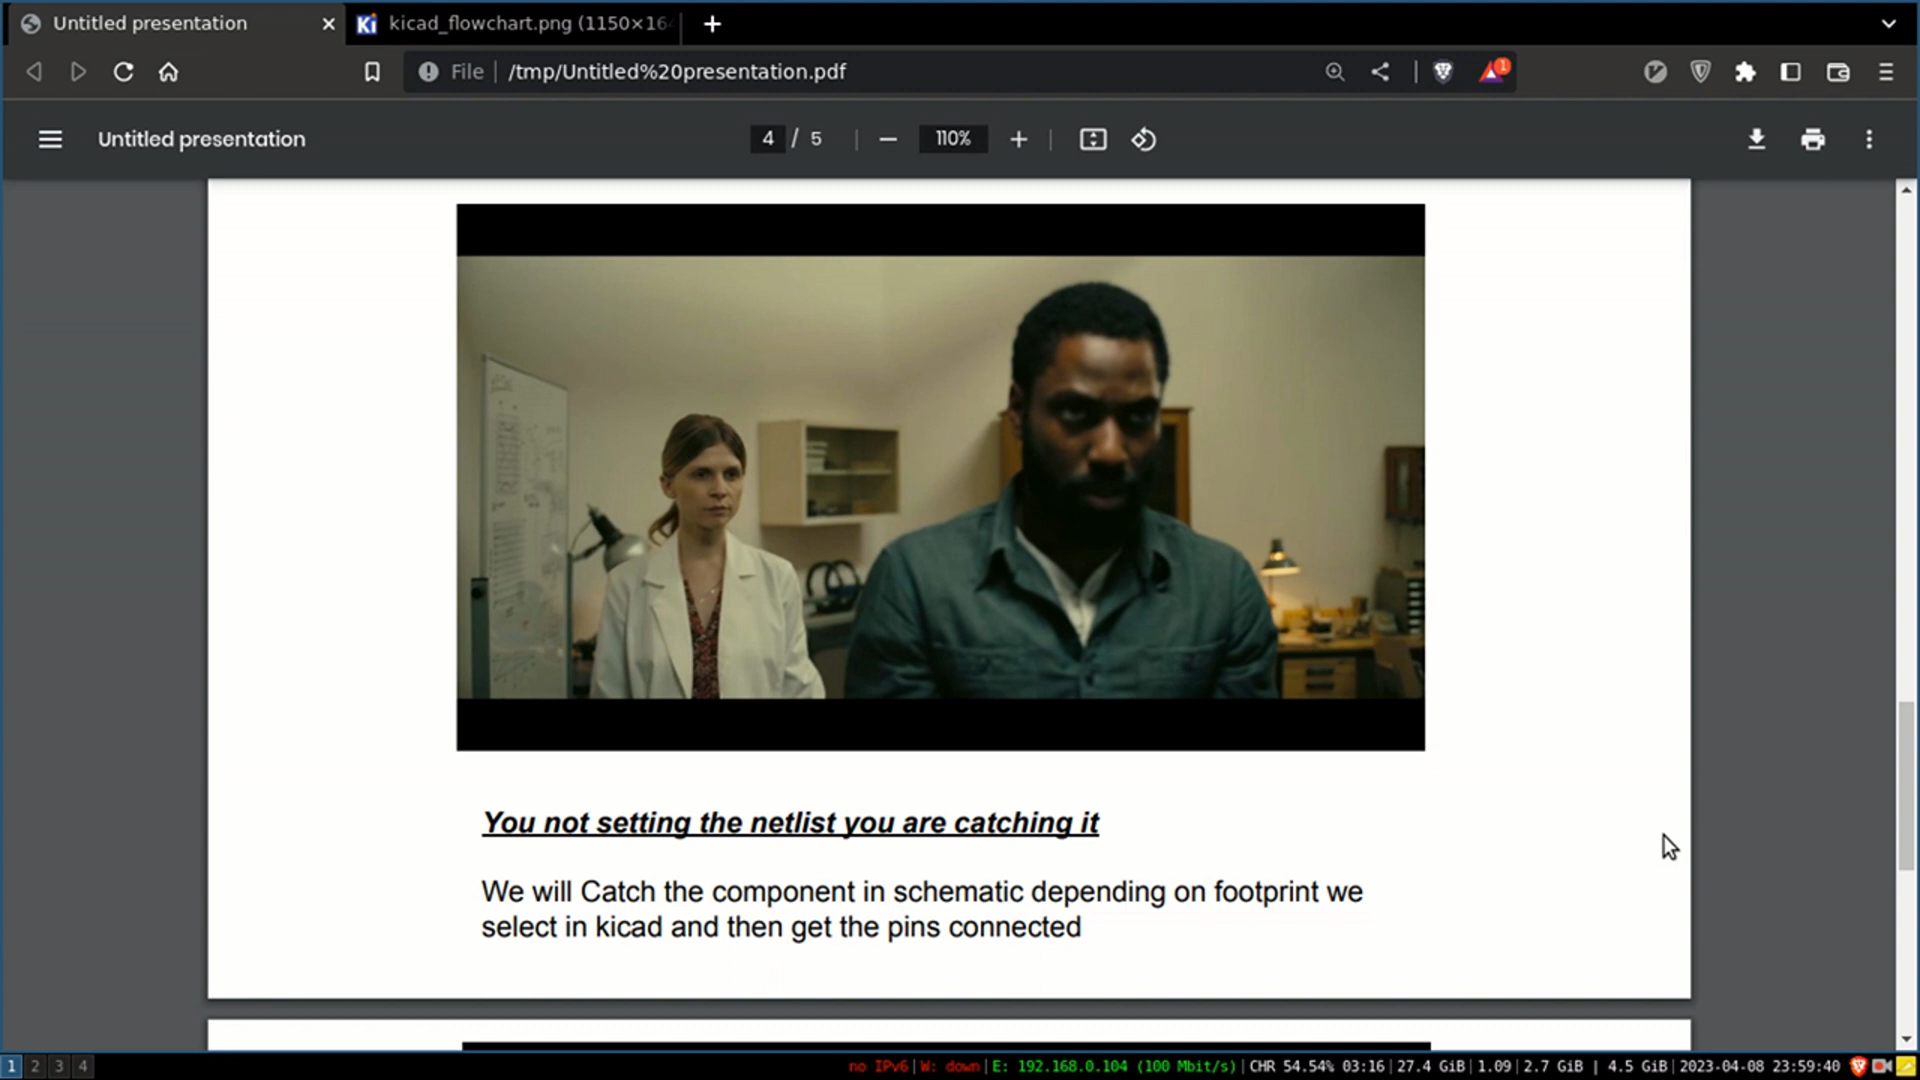 Untitled presentation
kicad_flowchart.png (1150×16
File
/tmp/Untitled%20presentation.pdf
1
Untitled presentation
4 / 5
110%
You not setting the netlist you are catching it
We will Catch the component in schematic depending on footprint we
select in kicad and then get the pins connected
1 2 3 4
no IPv6|W: down|E: 192.168.0.104 (100 Mbit/s)|CHR 54.54% 03:16|27.4 GiB|1.09|2.7 GiB | 4.5 GiB|2023-04-08 23:59:40